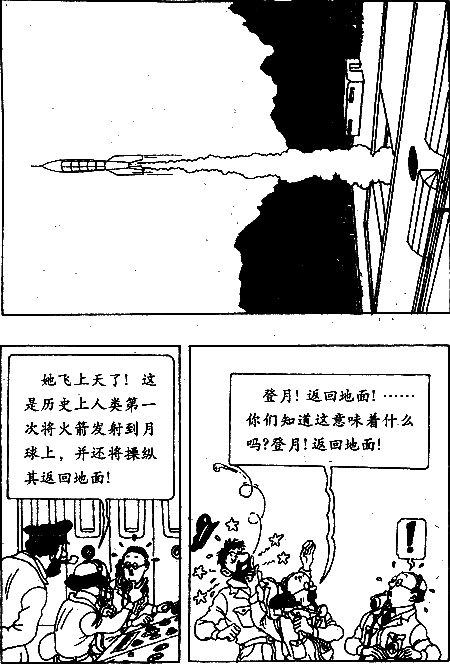 她飞上天了! 这
是历史上人类第一
次将火箭发射到月
球上，并还将操纵
其返回地面!
登月! 返回地面! ……
你们知道这意味着什么
吗?登月! 返回地面!
!